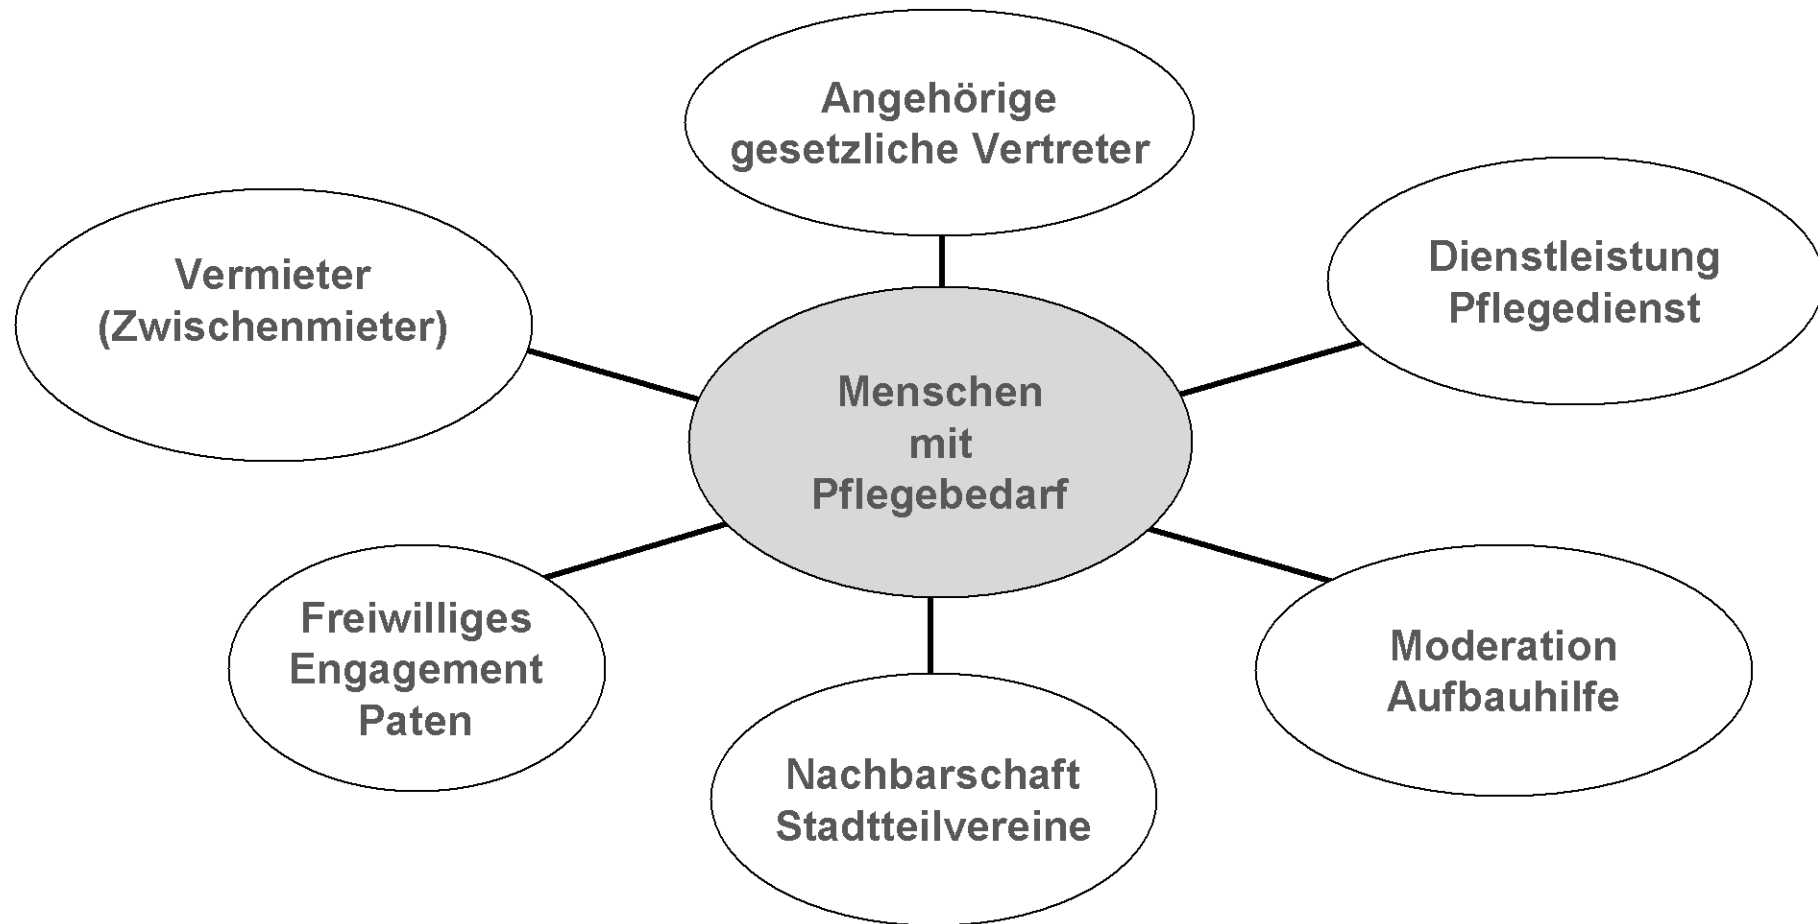 Angehörige
gesetzliche Vertreter
Vermieter
(Zwischenmieter)
Dienstleistung
Pflegedienst
Menschen
mit
Pflegebedarf
Freiwilliges
Engagement
Paten
Moderation
Aufbauhilfe
Nachbarschaft
Stadtteilvereine